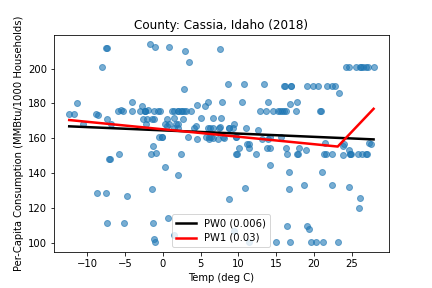 County: Cassia, Idaho (2018)
Per-Capita Consumption (MMBtu/1000 Households)
200
180
160
140
120
100
PW0 (0.006)
PW1 (0.03)
−10
−5
0
5
10
15
20
25
Temp (deg C)